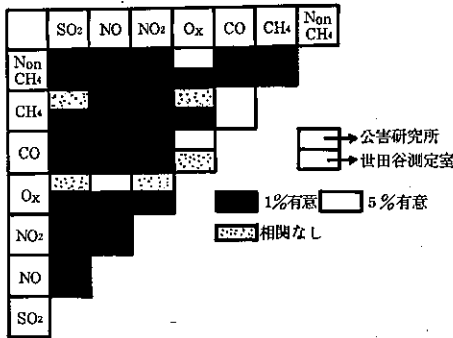 SO₂ NO NO₂ Oₓ CO CH₄ Non CH₄
Non CH₄
CH₄
CO
→公害研究所
→世田谷測定室
Oₓ
1%有意 5%有意
NO₂
相関なし
NO
SO₂